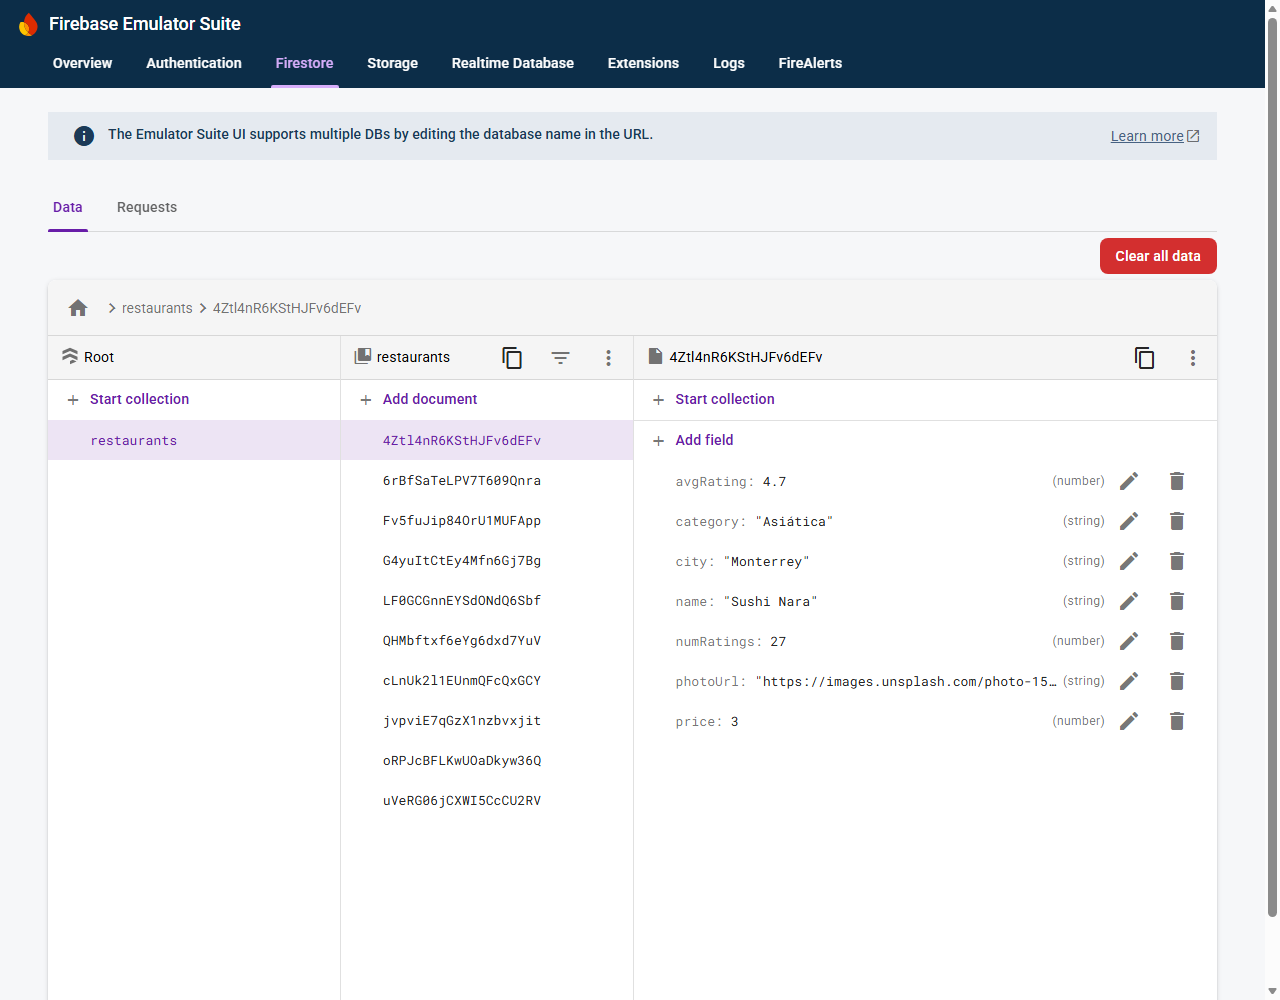 Firebase Emulator Suite
Overview Authentication Firestore Storage Realtime Database Extensions Logs FireAlerts
The Emulator Suite UI supports multiple DBs by editing the database name in the URL. Learn more
Data Requests
Clear all data
restaurants 4Ztl4nR6KStHJFv6dEFv
Root restaurants 4Ztl4nR6KStHJFv6dEFv
Start collection Add document Start collection
restaurants 4Ztl4nR6KStHJFv6dEFv Add field
6rBfSaTeLPV7T609Qnra avgRating: 4.7 (number)
Fv5fuJip84OrU1MUFApp category: "Asiática" (string)
G4yuItCtEy4Mfn6Gj7Bg city: "Monterrey" (string)
LF0GCGnnEYSdONdQ6Sbf name: "Sushi Nara" (string)
QHMbftxf6eYg6dxd7YuV numRatings: 27 (number)
cLnUk2l1EUnmQFcQxGCY photoUrl: "https://images.unsplash.com/photo-15… (string)
jvpviE7qGzX1nzbvxjit price: 3 (number)
oRPJcBFLKwUOaDkyw36Q
uVeRG06jCXWI5CcCU2RV